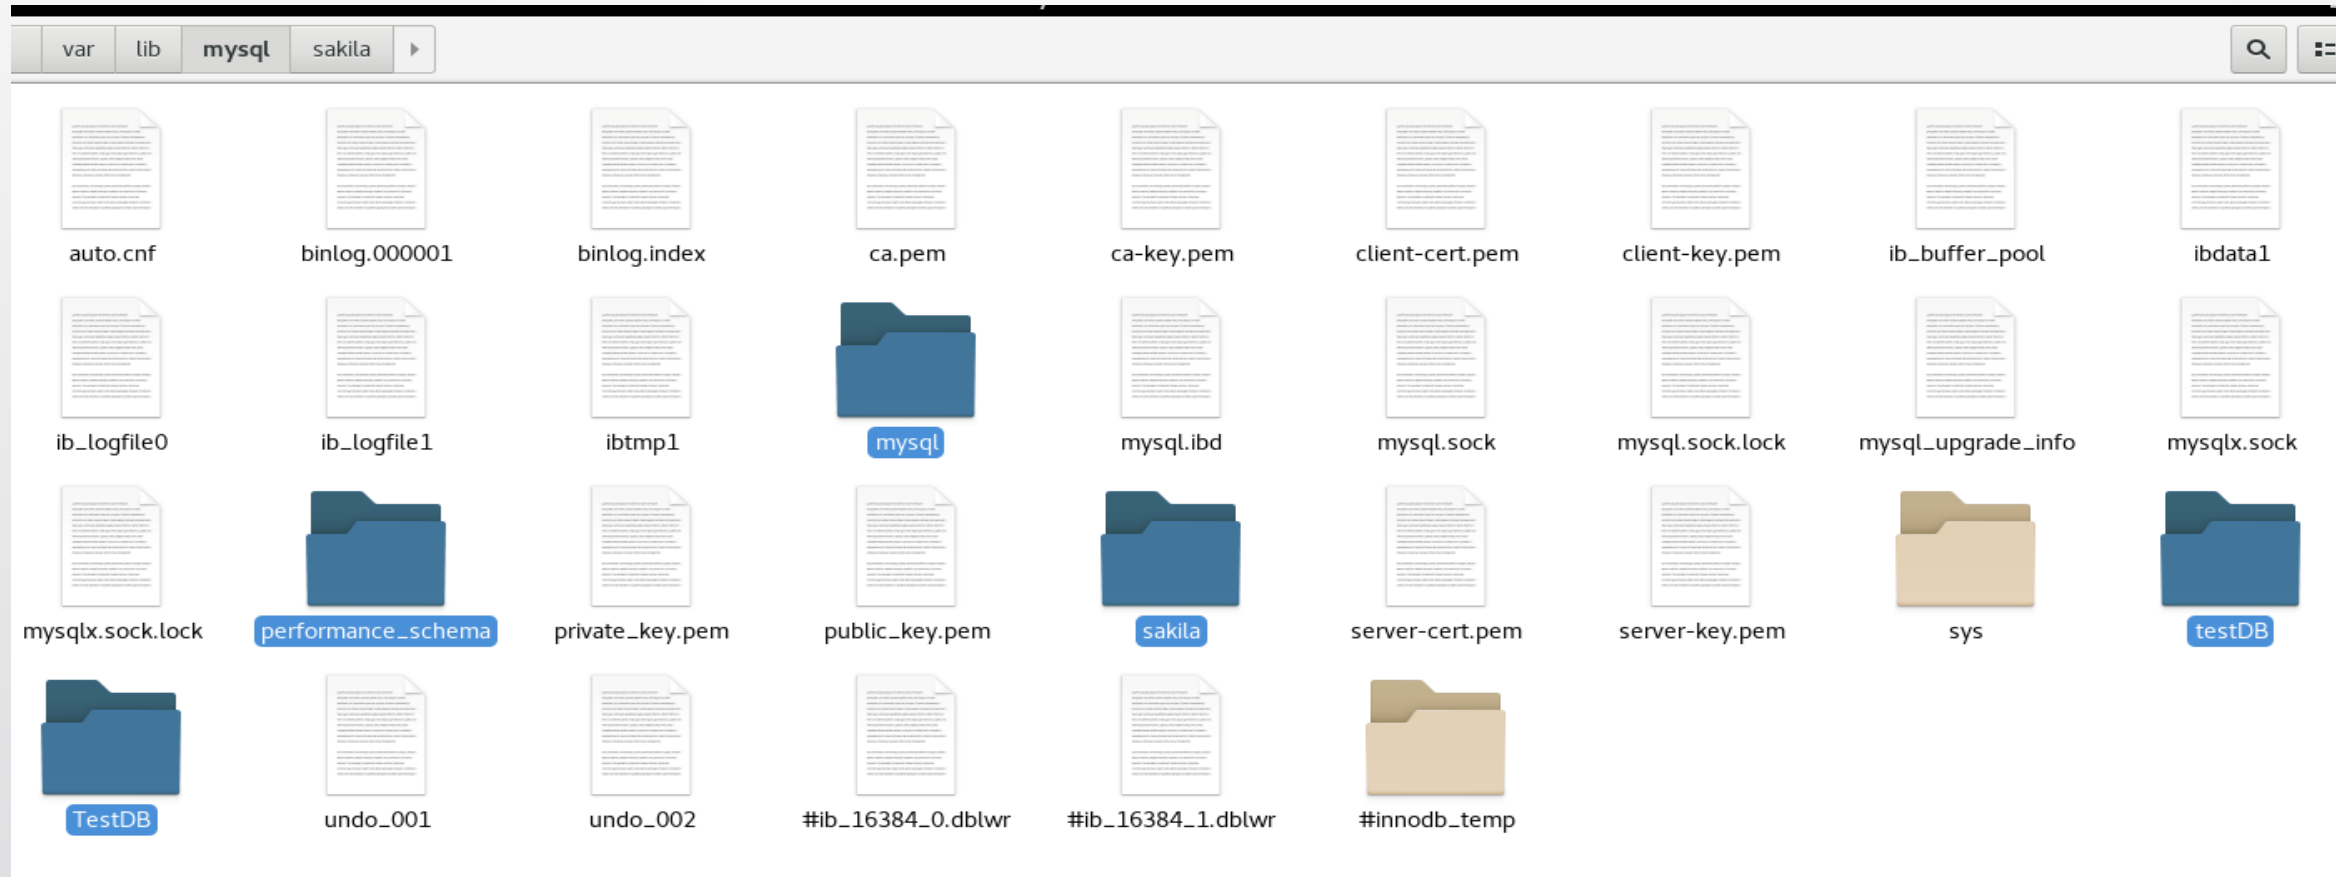 var lib mysql sakila
auto.cnf binlog.000001 binlog.index ca.pem ca-key.pem client-cert.pem client-key.pem ib_buffer_pool ibdata1
ib_logfile0 ib_logfile1 ibtmp1 mysql mysql.ibd mysql.sock mysql.sock.lock mysql_upgrade_info mysqlx.sock
mysqlx.sock.lock performance_schema private_key.pem public_key.pem sakila server-cert.pem server-key.pem sys testDB
TestDB undo_001 undo_002 #ib_16384_0.dblwr #ib_16384_1.dblwr #innodb_temp